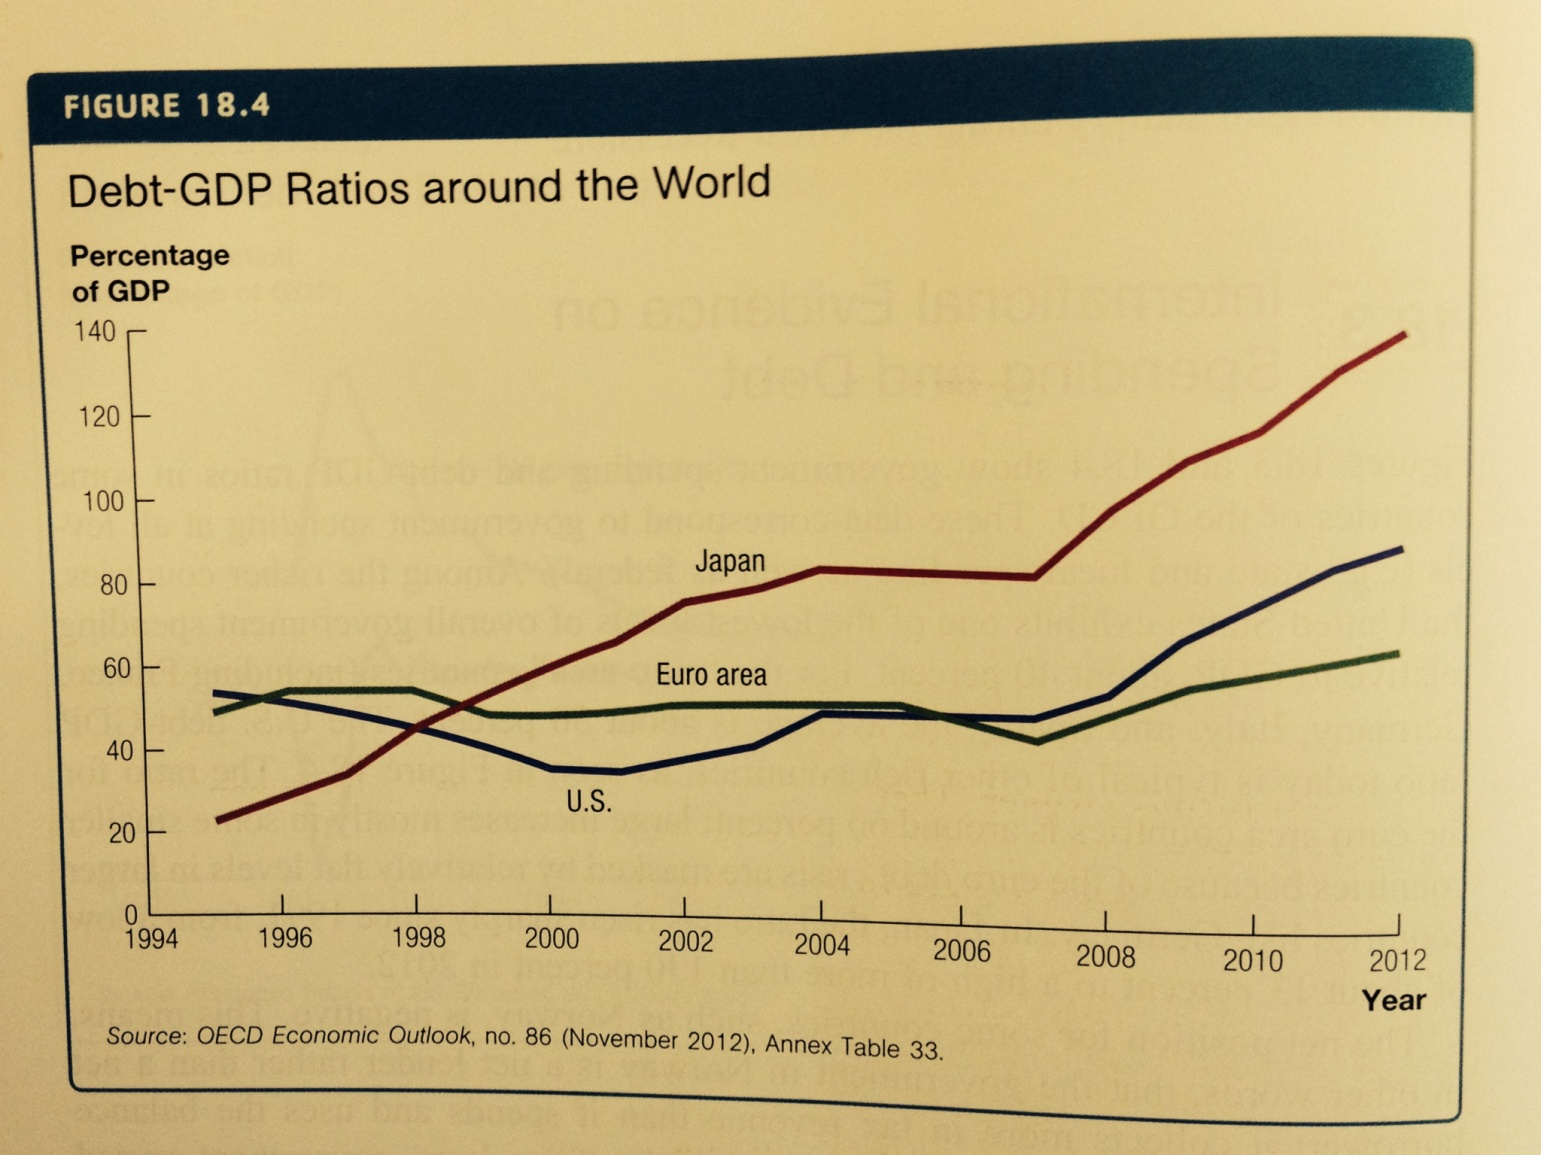 FIGURE 18.4
Debt-GDP Ratios around the World
Percentage
of GDP
140
120
100
80
60
40
20
0
Japan
Euro area
U.S.
1994 1996 1998 2000 2002 2004 2006 2008 2010 2012
Year
Source: OECD Economic Outlook, no. 86 (November 2012), Annex Table 33.